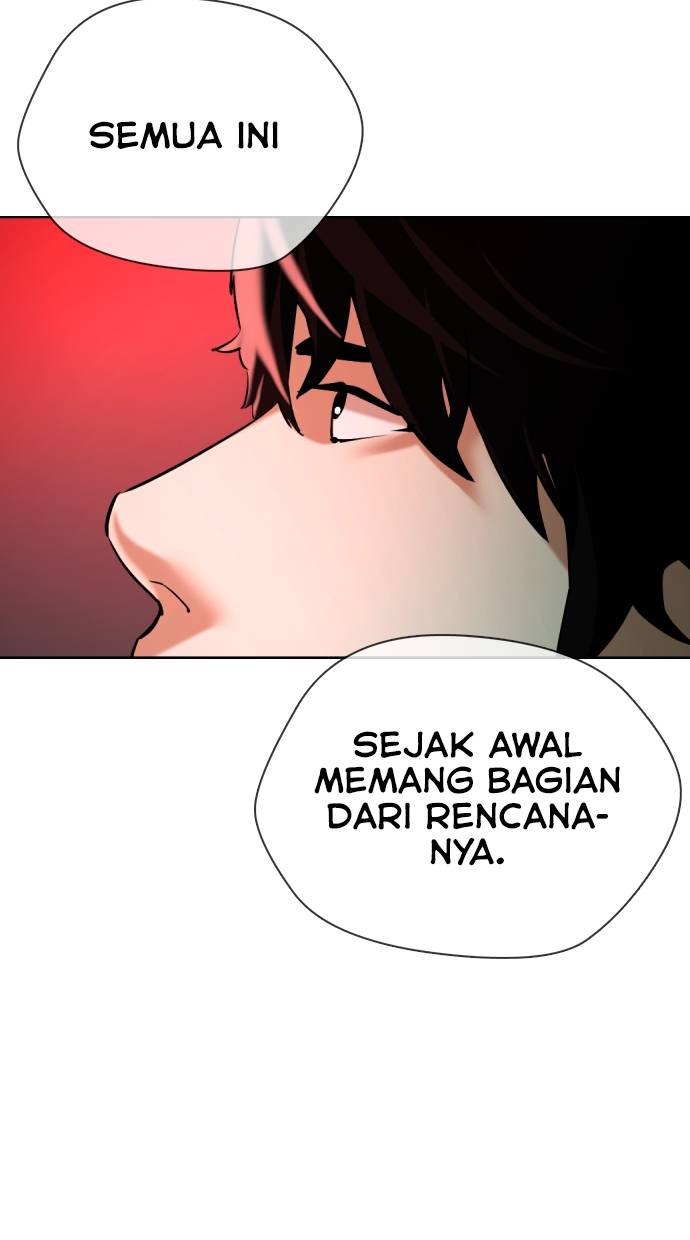 SEMUA INI
SEJAK AWAL
MEMANG BAGIAN
DARI RENCANA-
NYA.